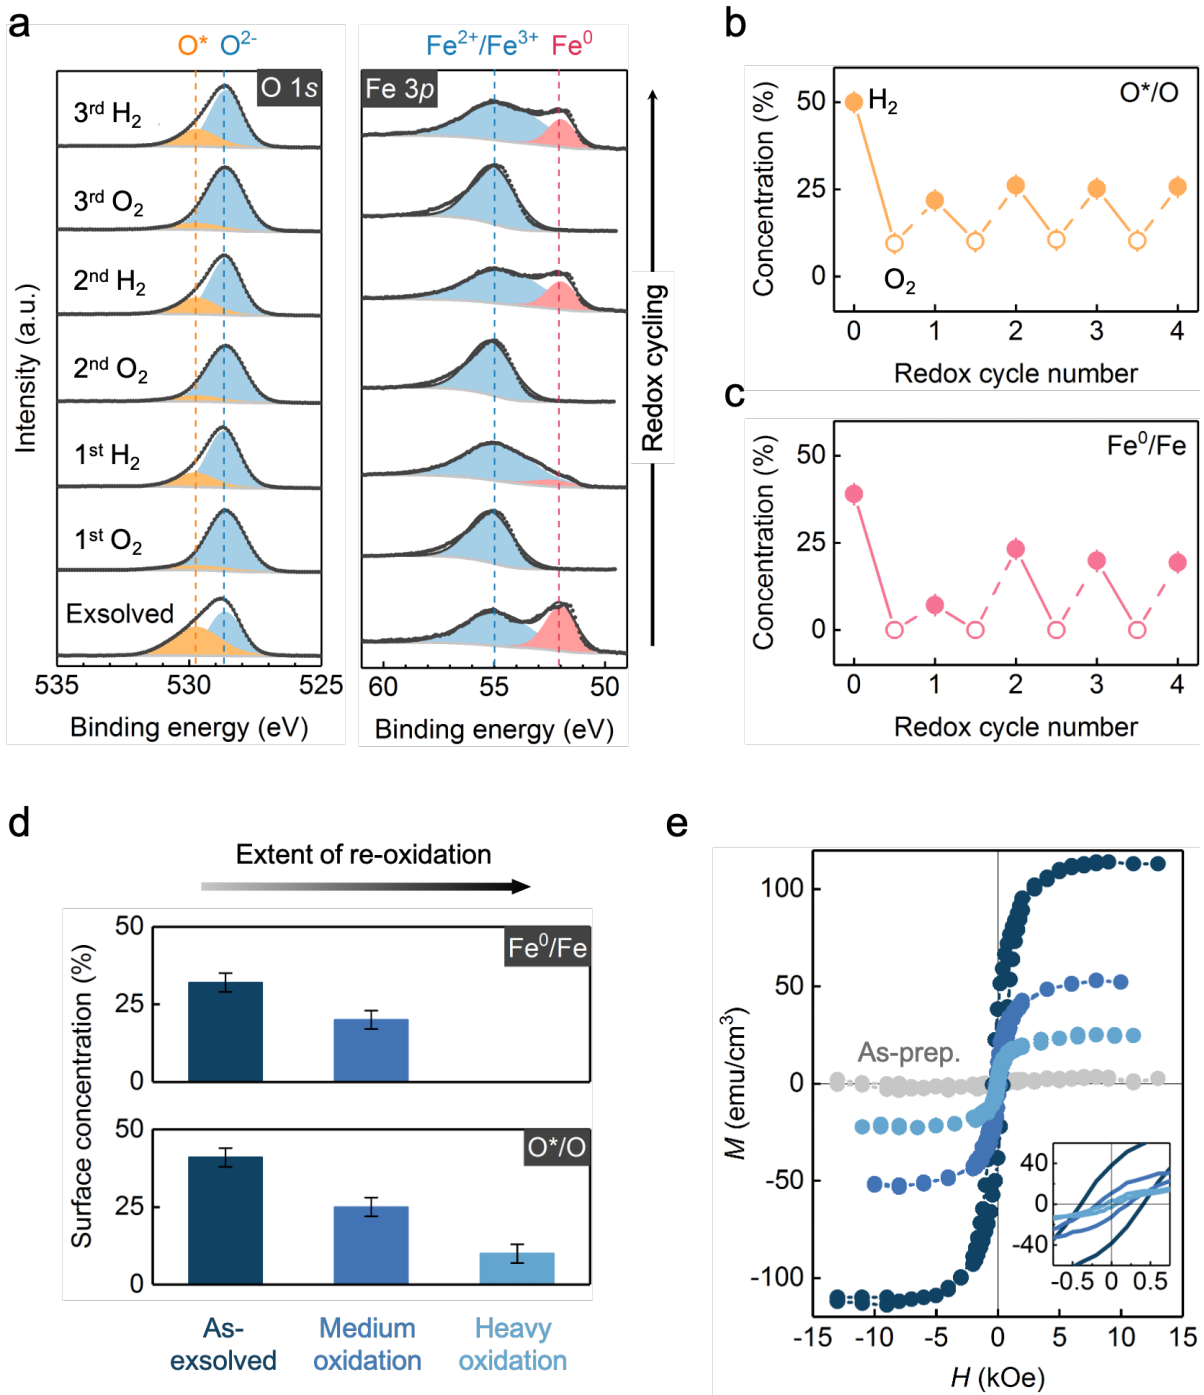 a
O* O²⁻
O 1s
3rd H₂
3rd O₂
2nd H₂
2nd O₂
1st H₂
1st O₂
Exsolved
Intensity (a.u.)
535 530 525
Binding energy (eV)
Fe²⁺/Fe³⁺ Fe⁰
Fe 3p
60 55 50
Binding energy (eV)
Redox cycling
b
Concentration (%)
50
25
0
H₂
O₂
O*/O
0 1 2 3 4
Redox cycle number
c
Concentration (%)
50
25
0
Fe⁰/Fe
0 1 2 3 4
Redox cycle number
d
Extent of re-oxidation
Surface concentration (%)
50
25
0
Fe⁰/Fe
50
25
0
O*/O
As-
exsolved
Medium
oxidation
Heavy
oxidation
e
M (emu/cm³)
100
50
0
-50
-100
As-prep.
40
0
-40
-0.5 0 0.5
-15 -10 -5 0 5 10 15
H (kOe)